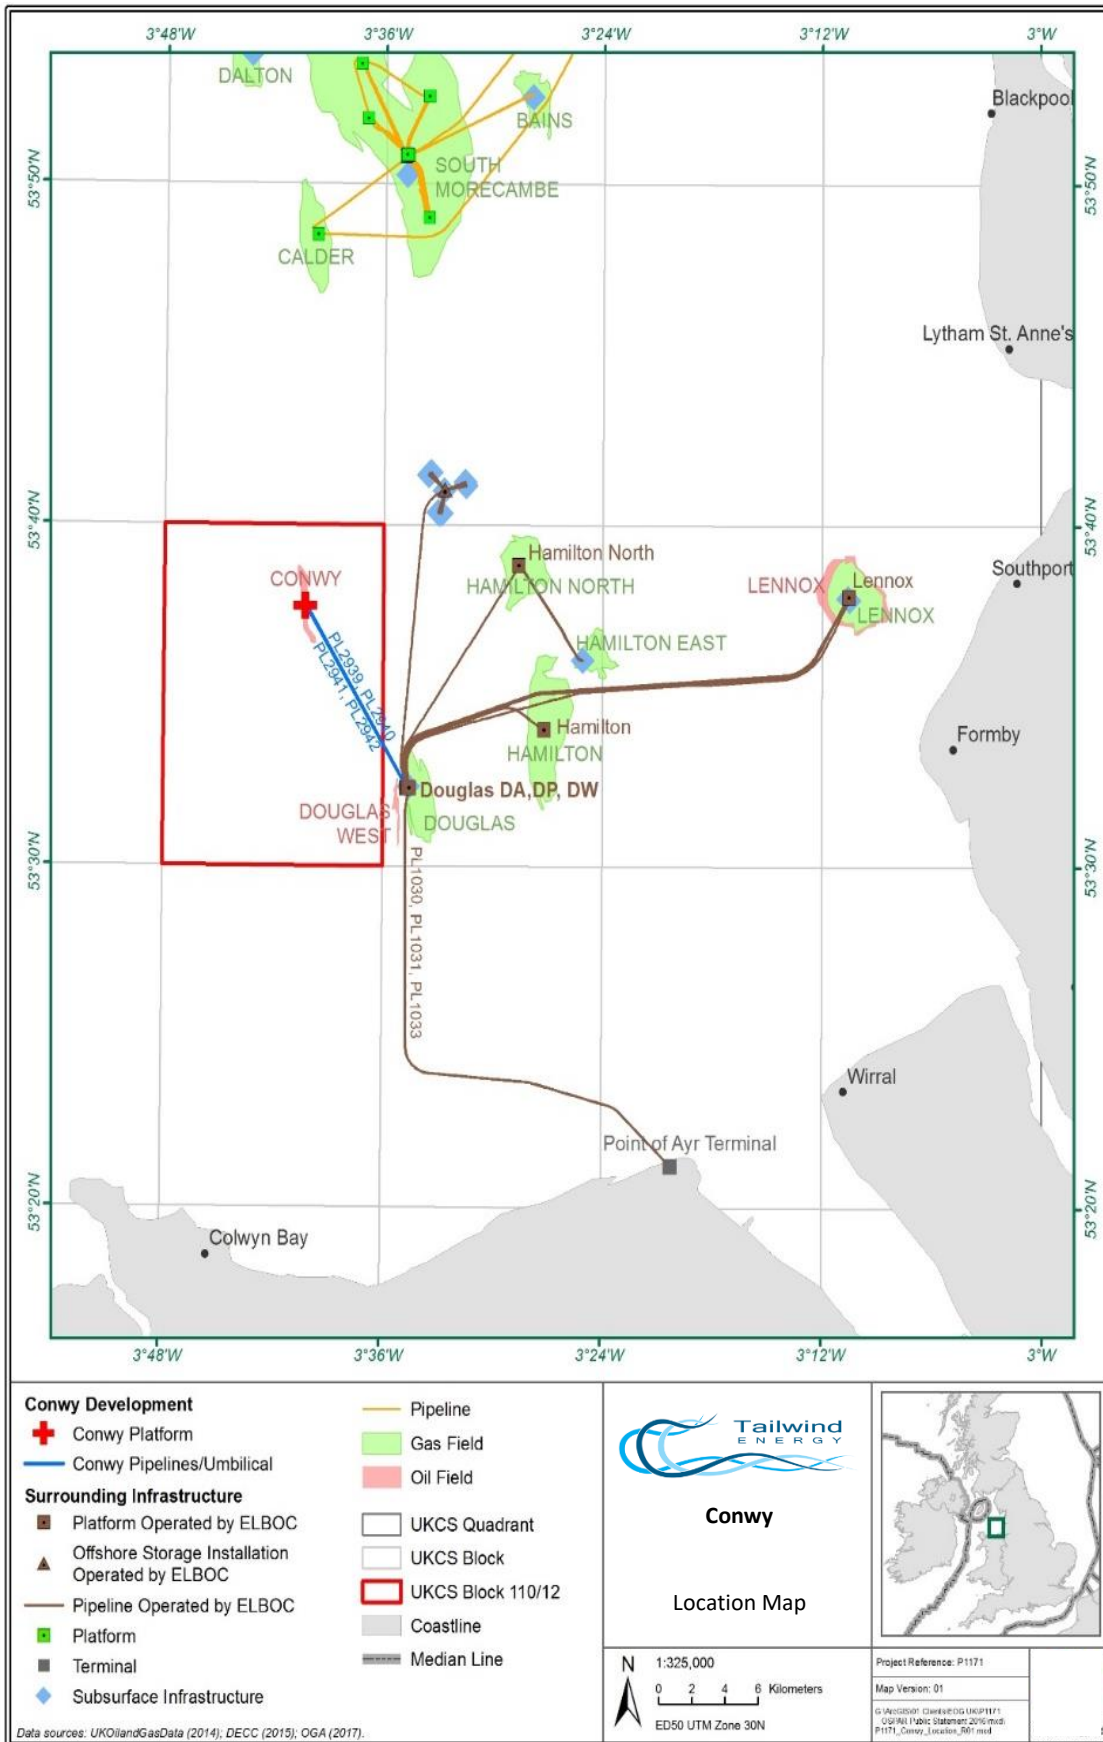 3°48'W
3°36'W
3°24'W
3°12'W
3°W
DALTON
BAINS
Blackpool
SOUTH
MORECAMBE
53°50'N
53°50'N
CALDER
Lytham St. Anne's
53°40'N
53°40'N
CONWY
Hamilton North
HAMILTON NORTH
LENNOX
Lennox
LENNOX
Southport
PL2939, PL2940
PL2941, PL2942
HAMILTON EAST
Hamilton
HAMILTON
Formby
Douglas DA,DP, DW
DOUGLAS
WEST
DOUGLAS
53°30'N
53°30'N
PL1030, PL1031, PL1033
Wirral
Point of Ayr Terminal
53°20'N
53°20'N
Colwyn Bay
3°48'W
3°36'W
3°24'W
3°12'W
3°W
Conwy Development
Conwy Platform
Conwy Pipelines/Umbilical
Surrounding Infrastructure
Platform Operated by ELBOC
Offshore Storage Installation
Operated by ELBOC
Pipeline Operated by ELBOC
Platform
Terminal
Subsurface Infrastructure
Data sources: UKOilandGasData (2014); DECC (2015); OGA (2017).
Pipeline
Gas Field
Oil Field
UKCS Quadrant
UKCS Block
UKCS Block 110/12
Coastline
Median Line
Tailwind
ENERGY
Conwy
Location Map
N
1:325,000
0 2 4 6 Kilometers
ED50 UTM Zone 30N
Project Reference: P1171
Map Version: 01
OSPAR Public Statement 2016\mxd\
P1171_Conwy_Location_R01.mxd